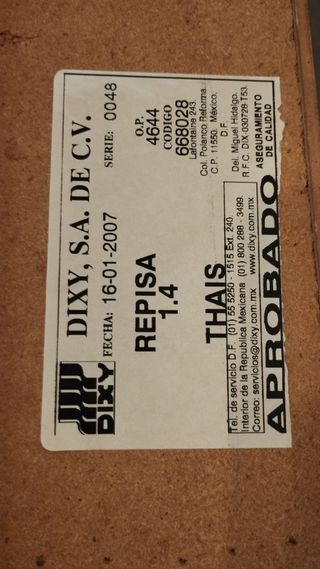 DIXY
DIXY, S.A. DE C.V.
FECHA: 16-01-2007 SERIE: 0048
REPISA
1.4
O.P.
4644
CODIGO
668028
THAIS
Lafontaine 243.
Col. Polanco Reforma.
C.P. 11550. México.
D.F.
Del. Miguel Hidalgo.
R.F.C. DIX-030728-T53.
Tel. de servicio D.F. (01) 55 5250 - 1515 Ext. 240
Interior de la Republica Mexicana (01) 800 288 - 3499.
Correo: servicios@dixy.com.mx www.dixy.com.mx
ASEGURAMIENTO
DE CALIDAD
APROBADO